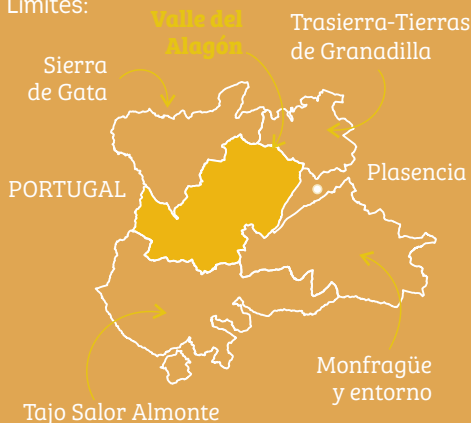 Límites:
Valle del
Alagón
Trasierra-Tierras
de Granadilla
Sierra
de Gata
PORTUGAL
Plasencia
Monfragüe
y entorno
Tajo Salor Almonte